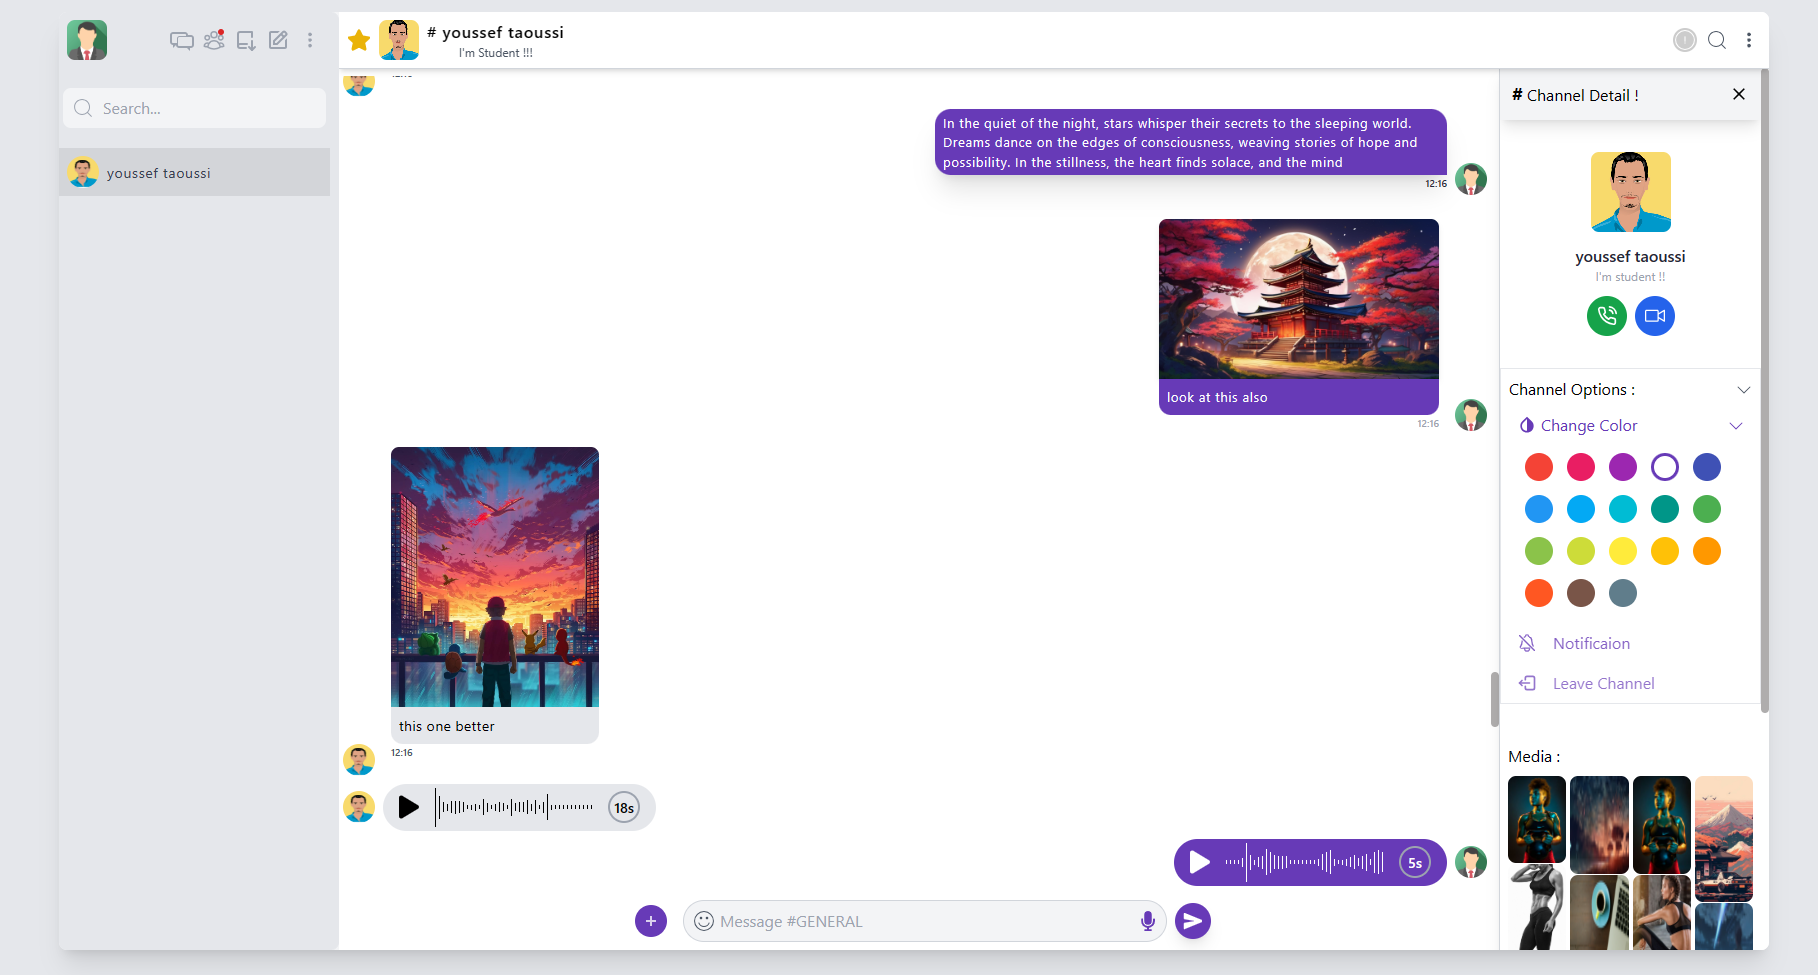 Search...
youssef taoussi
# youssef taoussi
I'm Student !!!
In the quiet of the night, stars whisper their secrets to the sleeping world.
Dreams dance on the edges of consciousness, weaving stories of hope and
possibility. In the stillness, the heart finds solace, and the mind
12:16
look at this also
12:16
this one better
12:16
18s
5s
Message #GENERAL
# Channel Detail !
youssef taoussi
I'm student !!
Channel Options :
Change Color
Notificaion
Leave Channel
Media :